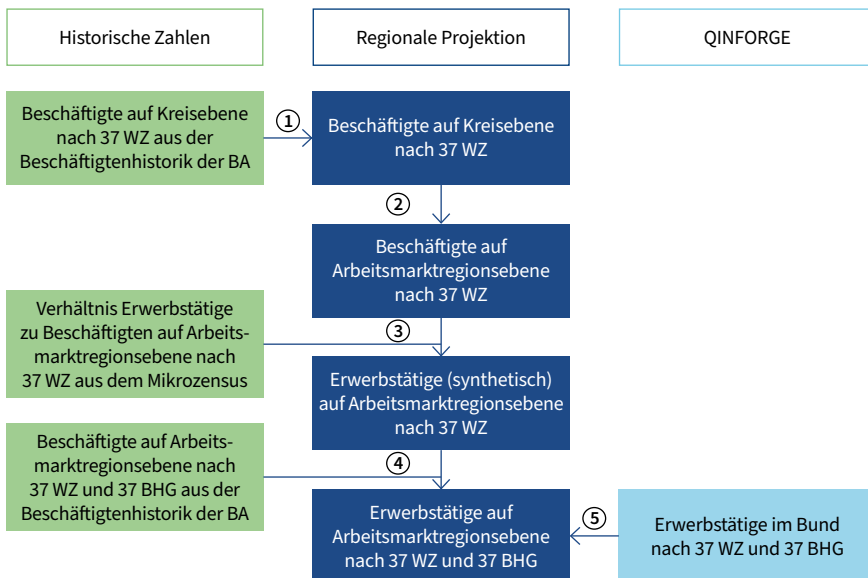 Historische Zahlen
Regionale Projektion
QINFORGE
Beschäftigte auf Kreisebene
nach 37 WZ aus der
Beschäftigtenhistorik der BA
1
Beschäftigte auf Kreisebene
nach 37 WZ
2
Beschäftigte auf
Arbeitsmarktregionsebene
nach 37 WZ
Verhältnis Erwerbstätige
zu Beschäftigten auf Arbeits-
marktregionsebene nach
37 WZ aus dem Mikrozensus
3
Erwerbstätige (synthetisch)
auf Arbeitsmarktregionsebene
nach 37 WZ
Beschäftigte auf Arbeits-
marktregionsebene nach
37 WZ und 37 BHG aus der
Beschäftigtenhistorik der BA
4
Erwerbstätige auf
Arbeitsmarktregionsebene
nach 37 WZ und 37 BHG
5
Erwerbstätige im Bund
nach 37 WZ und 37 BHG